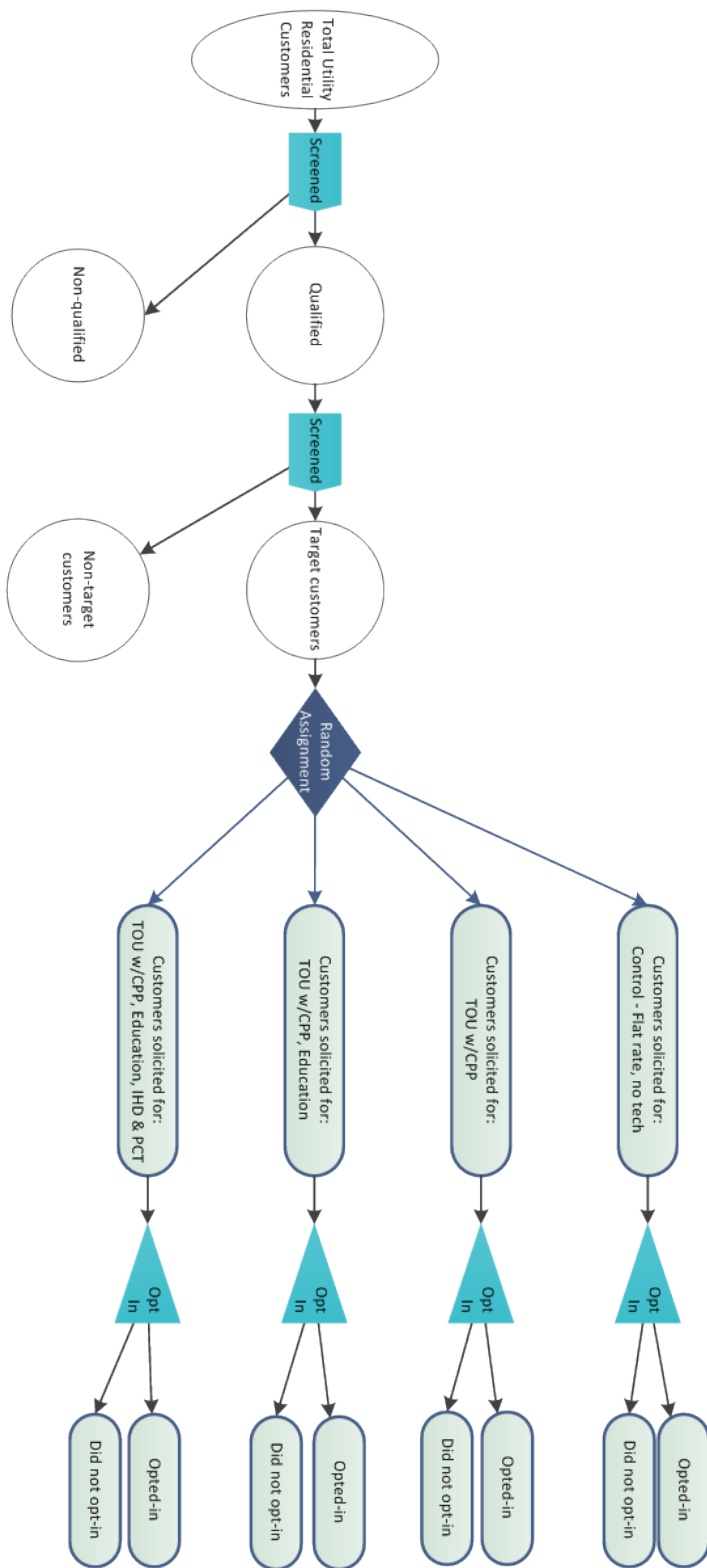 Total Utility
Residential
Customers
Screened
Non-qualified
Qualified
Screened
Non-target
customers
Target customers
Random
Assignment
Customers solicited for:
Control - Flat rate, no tech
Opt
In
Opted-in
Did not opt-in
Customers solicited for:
TOU w/CPP
Opt
In
Opted-in
Did not opt-in
Customers solicited for:
TOU w/CPP, Education
Opt
In
Opted-in
Did not opt-in
Customers solicited for:
TOU w/CPP, Education, IHD & PCT
Opt
In
Opted-in
Did not opt-in